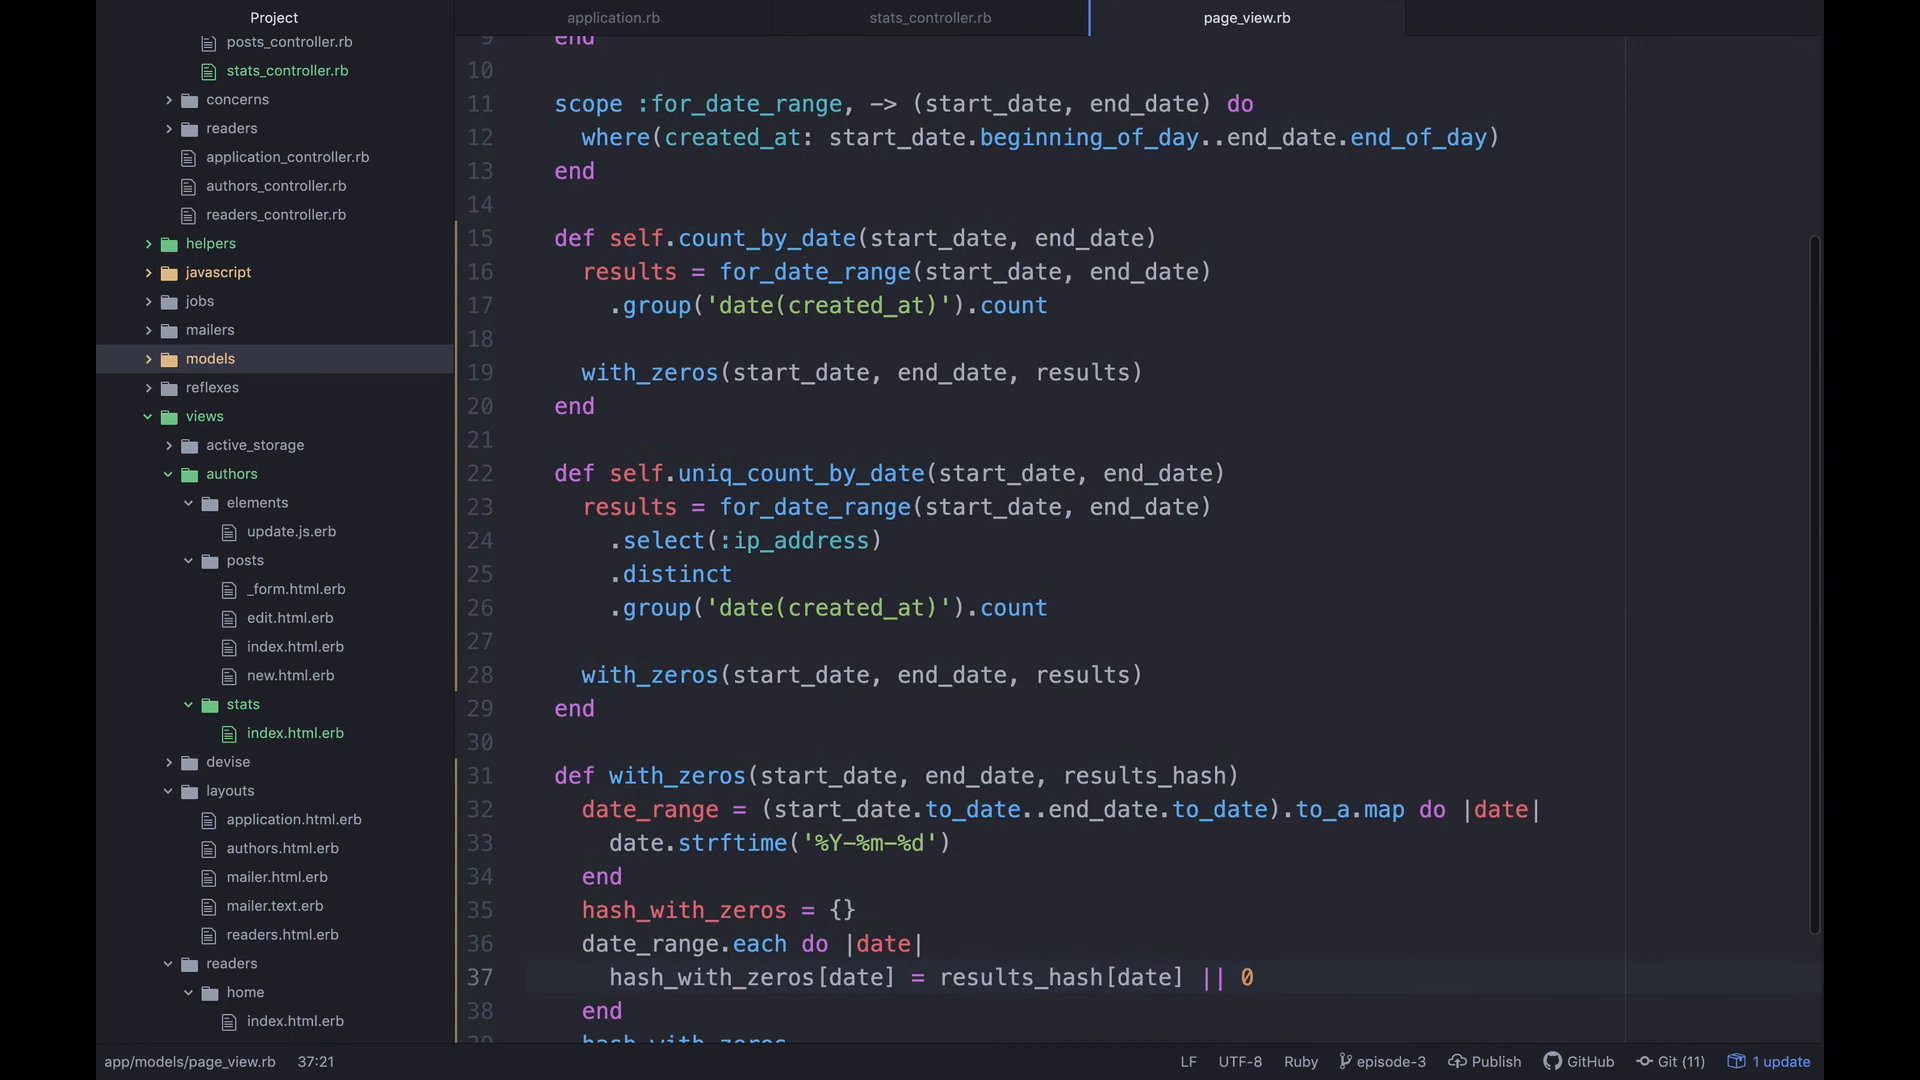 Project
posts_controller.rb
stats_controller.rb
concerns
readers
application_controller.rb
authors_controller.rb
readers_controller.rb
helpers
javascript
jobs
mailers
models
reflexes
views
active_storage
authors
elements
update.js.erb
posts
_form.html.erb
edit.html.erb
index.html.erb
new.html.erb
stats
index.html.erb
devise
layouts
application.html.erb
authors.html.erb
mailer.html.erb
mailer.text.erb
readers.html.erb
readers
home
index.html.erb
application.rb
stats_controller.rb
page_view.rb
9 end
10
11 scope :for_date_range, -> (start_date, end_date) do
12 where(created_at: start_date.beginning_of_day..end_date.end_of_day)
13 end
14
15 def self.count_by_date(start_date, end_date)
16 results = for_date_range(start_date, end_date)
17 .group('date(created_at)').count
18
19 with_zeros(start_date, end_date, results)
20 end
21
22 def self.uniq_count_by_date(start_date, end_date)
23 results = for_date_range(start_date, end_date)
24 .select(:ip_address)
25 .distinct
26 .group('date(created_at)').count
27
28 with_zeros(start_date, end_date, results)
29 end
30
31 def with_zeros(start_date, end_date, results_hash)
32 date_range = (start_date.to_date..end_date.to_date).to_a.map do |date|
33 date.strftime('%Y-%m-%d')
34 end
35 hash_with_zeros = {}
36 date_range.each do |date|
37 hash_with_zeros[date] = results_hash[date] || 0
38 end
39 hash_with_zeros
app/models/page_view.rb 37:21
LF UTF-8 Ruby episode-3 Publish GitHub Git (11) 1 update